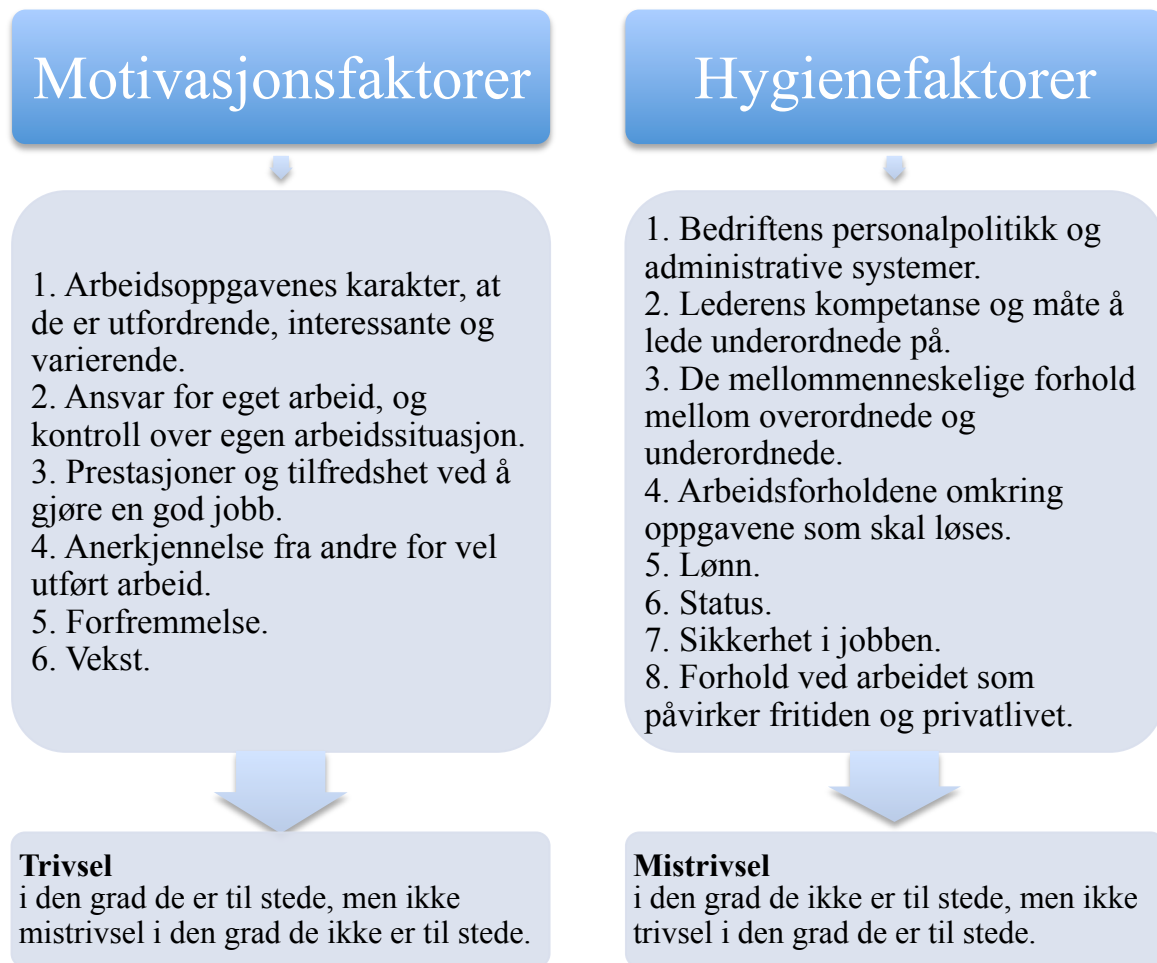 Motivasjonsfaktorer
1. Arbeidsoppgavenes karakter, at
de er utfordrende, interessante og
varierende.
2. Ansvar for eget arbeid, og
kontroll over egen arbeidssituasjon.
3. Prestasjoner og tilfredshet ved å
gjøre en god jobb.
4. Anerkjennelse fra andre for vel
utført arbeid.
5. Forfremmelse.
6. Vekst.
Trivsel
i den grad de er til stede, men ikke
mistrivsel i den grad de ikke er til stede.
Hygienefaktorer
1. Bedriftens personalpolitikk og
administrative systemer.
2. Lederens kompetanse og måte å
lede underordnede på.
3. De mellommenneskelige forhold
mellom overordnede og
underordnede.
4. Arbeidsforholdene omkring
oppgavene som skal løses.
5. Lønn.
6. Status.
7. Sikkerhet i jobben.
8. Forhold ved arbeidet som
påvirker fritiden og privatlivet.
Mistrivsel
i den grad de ikke er til stede, men ikke
trivsel i den grad de er til stede.